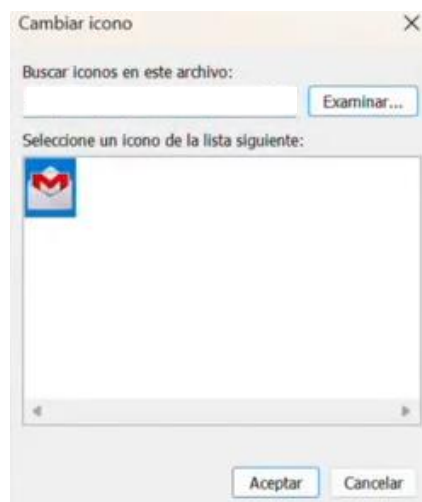 Cambiar icono
Buscar iconos en este archivo:
Examinar...
Seleccione un icono de la lista siguiente:
Aceptar Cancelar